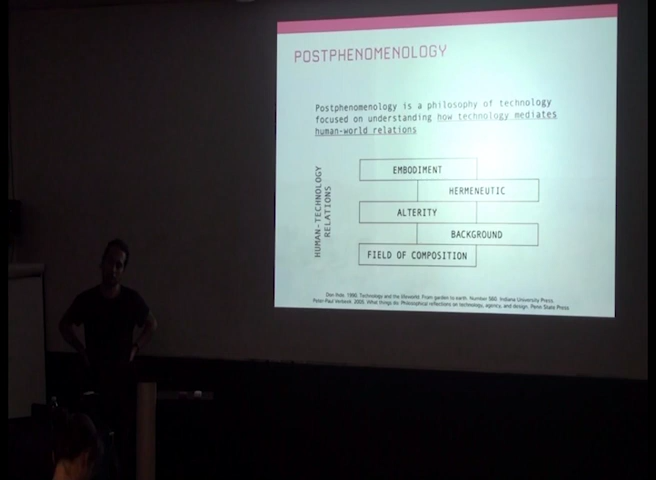 POSTPHENOMENOLOGY
Postphenomenology is a philosophy of technology
focused on understanding how technology mediates
human-world relations
HUMAN-TECHNOLOGY
RELATIONS
EMBODIMENT
HERMENEUTIC
ALTERITY
BACKGROUND
FIELD OF COMPOSITION
Don Ihde. 1990. Technology and the lifeworld: From garden to earth. Number 560. Indiana University Press.
Peter-Paul Verbeek. 2005. What things do: Philosophical reflections on technology, agency, and design. Penn State Press